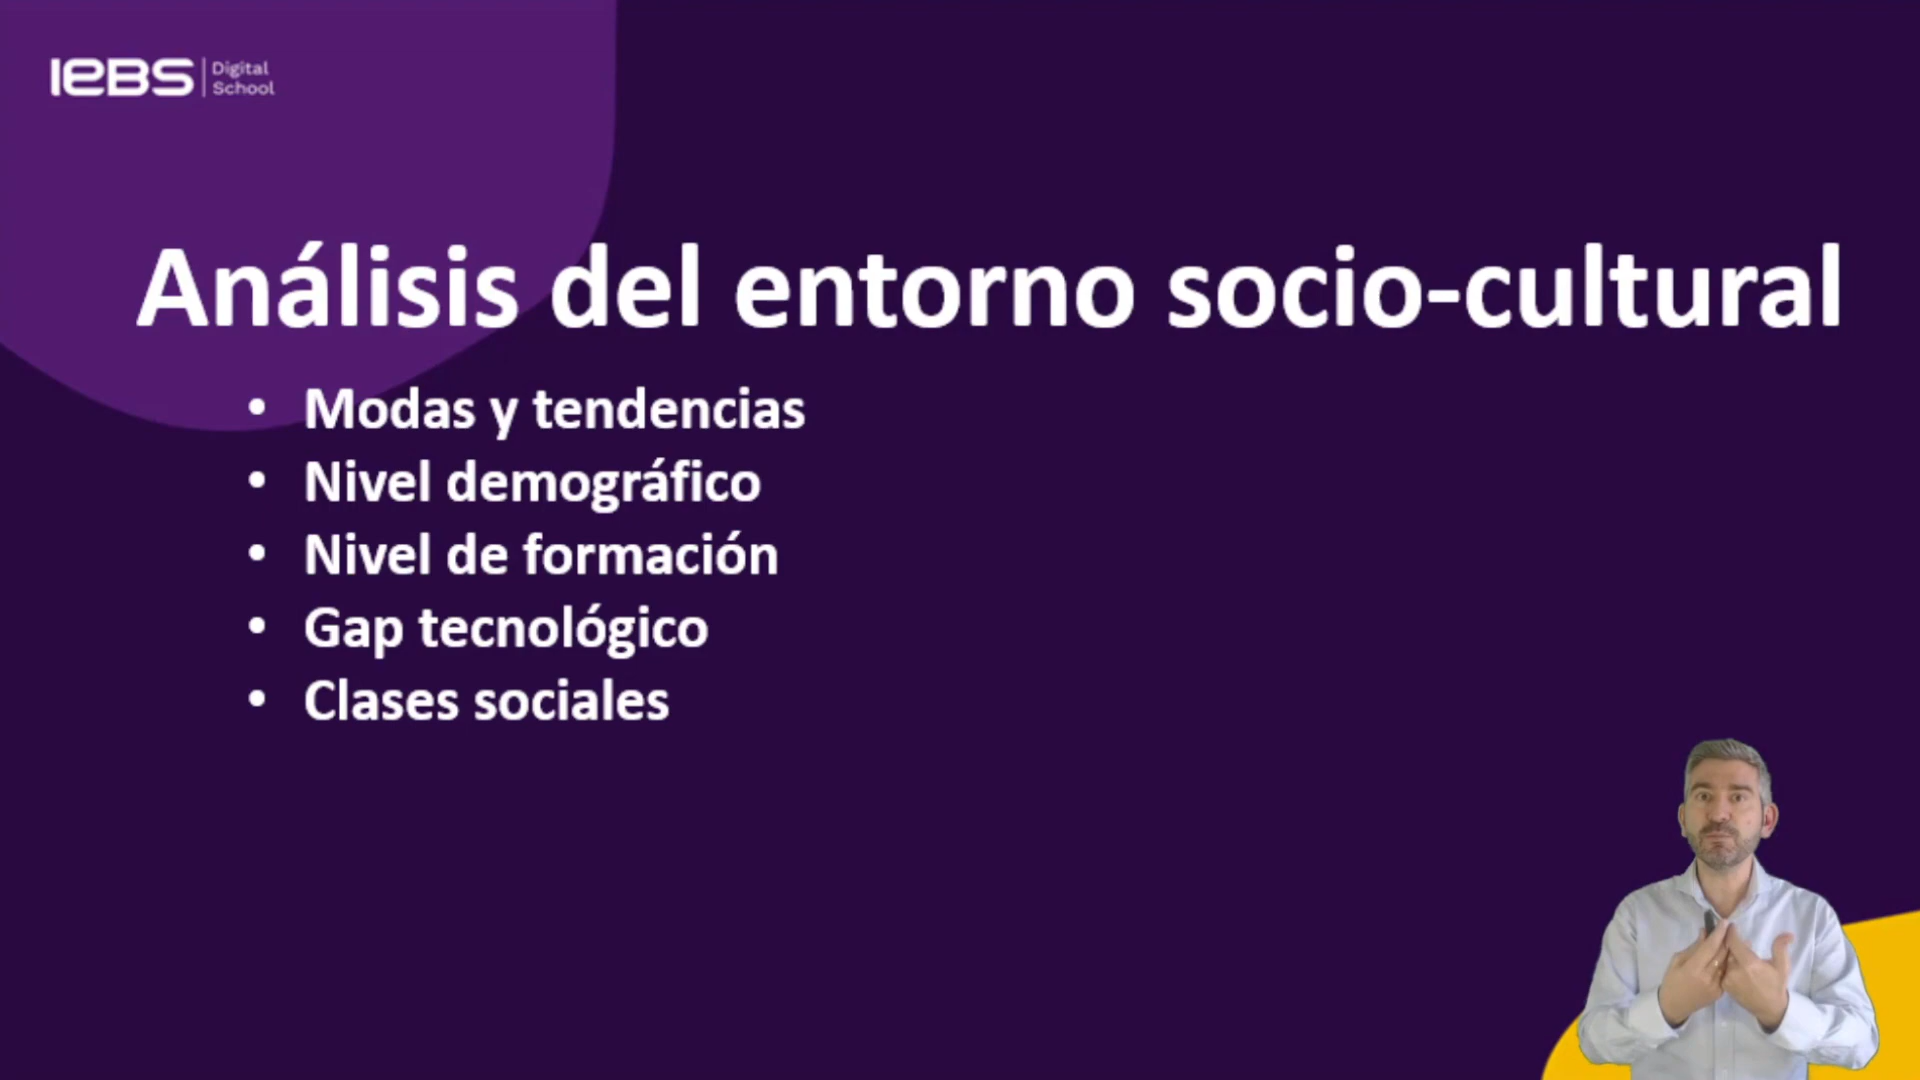 IEBS Digital School
Análisis del entorno socio-cultural
• Modas y tendencias
• Nivel demográfico
• Nivel de formación
• Gap tecnológico
• Clases sociales